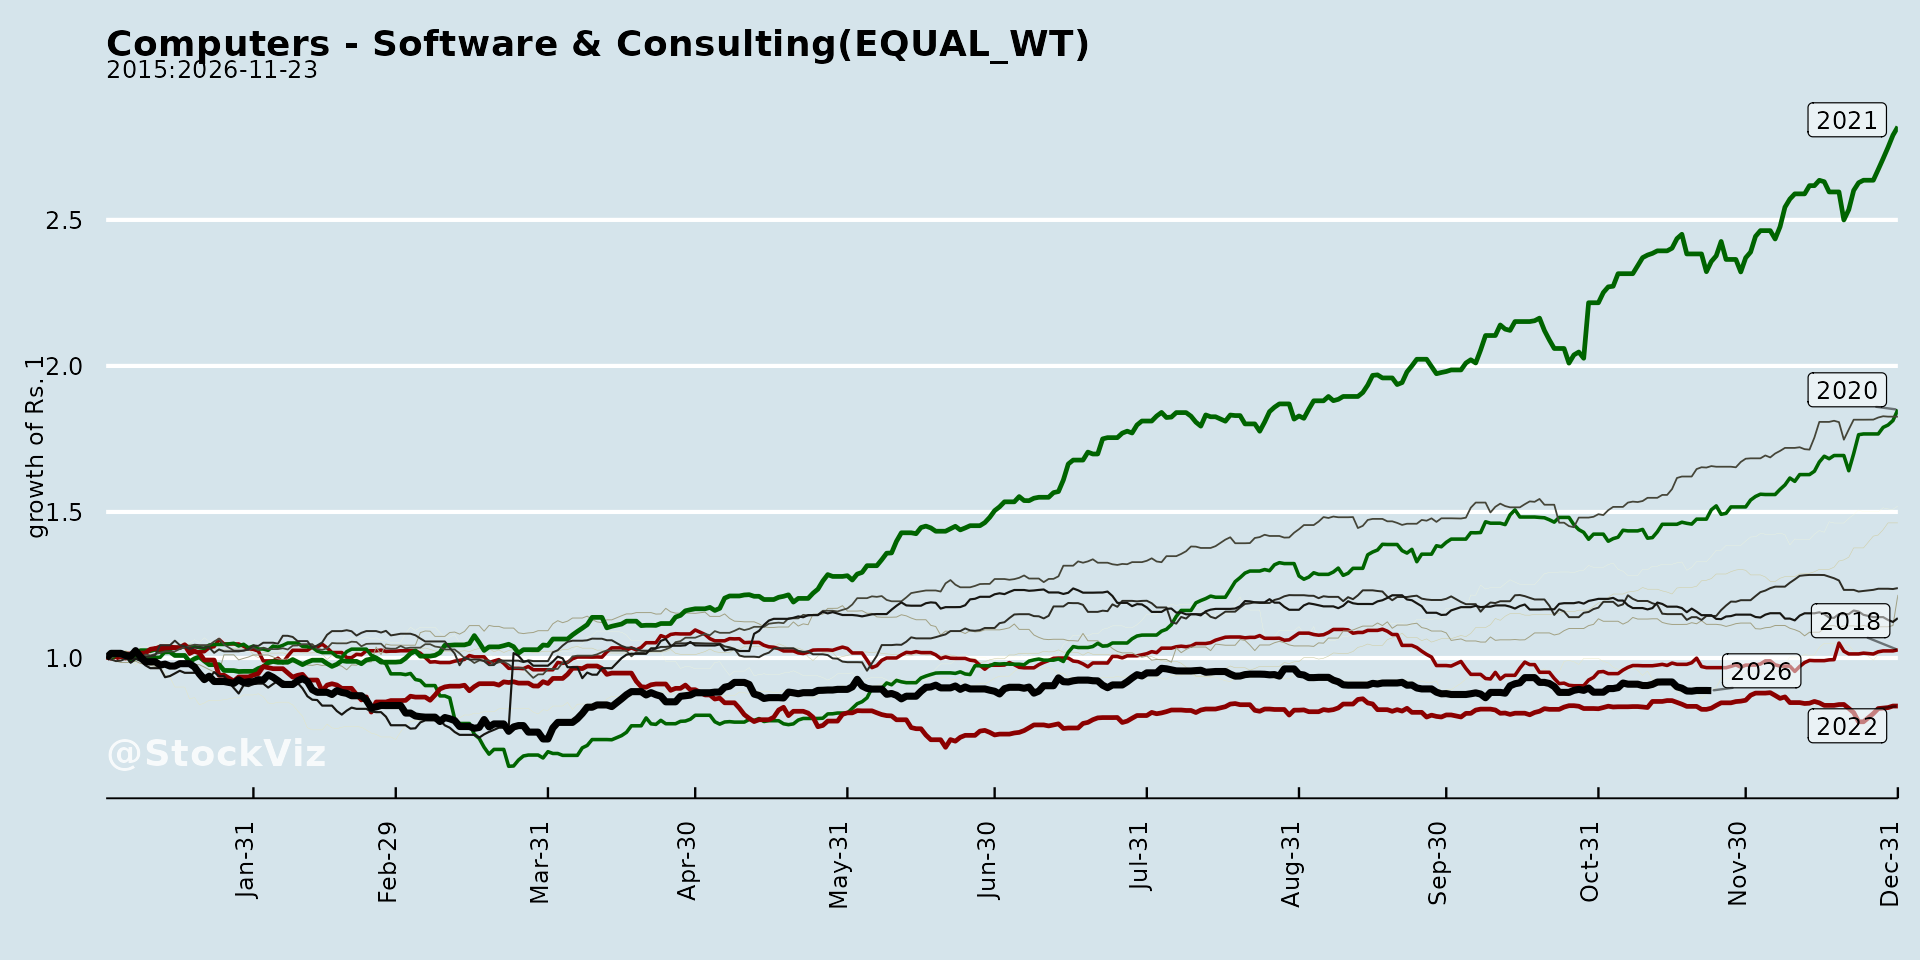 Computers - Software & Consulting(EQUAL_WT)
2015:2026-11-23
growth of Rs. 1
2.5
2.0
1.5
1.0
2021
2020
2018
2026
2022
@StockViz
Jan-31
Feb-29
Mar-31
Apr-30
May-31
Jun-30
Jul-31
Aug-31
Sep-30
Oct-31
Nov-30
Dec-31